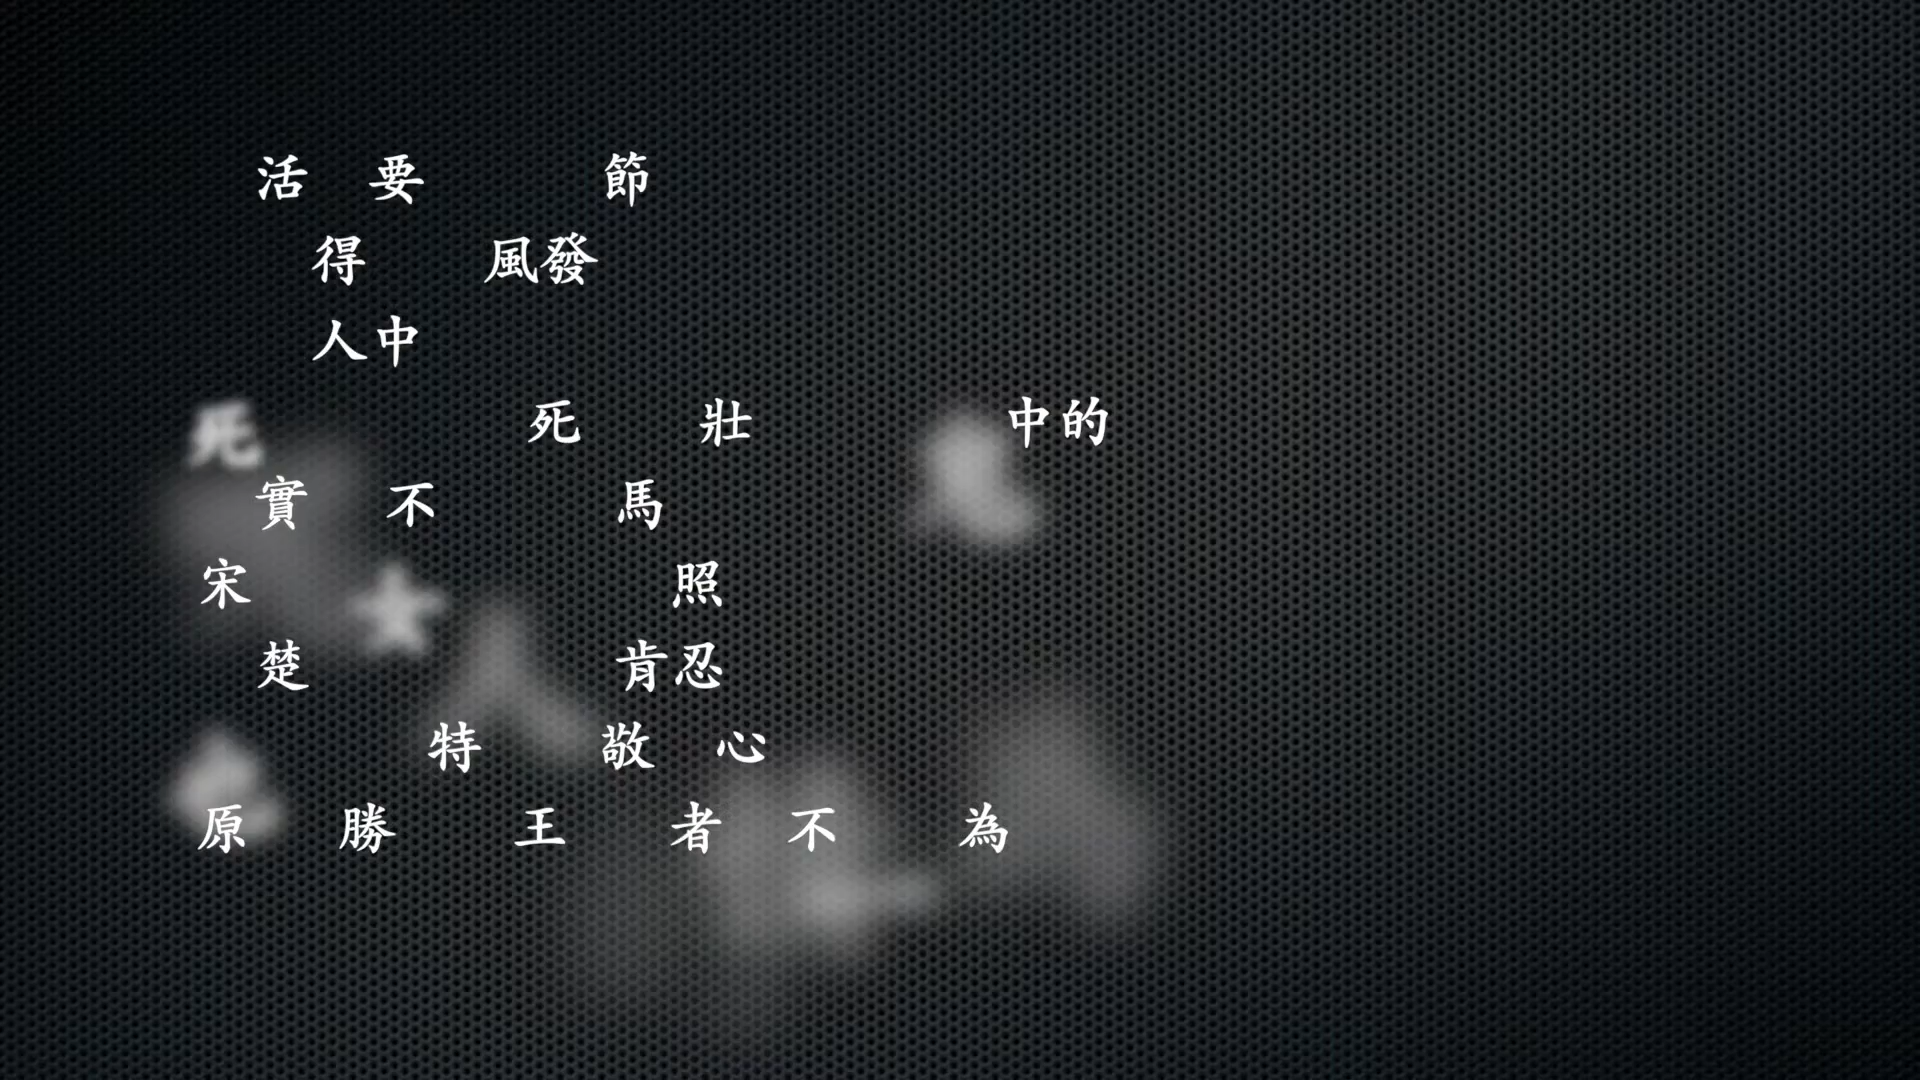 活 要 節
得 風發
人中
死 死 壯 中的
實 不 馬
宋 照
楚 肯忍
特 敬 心
原 勝 王 者 不 為